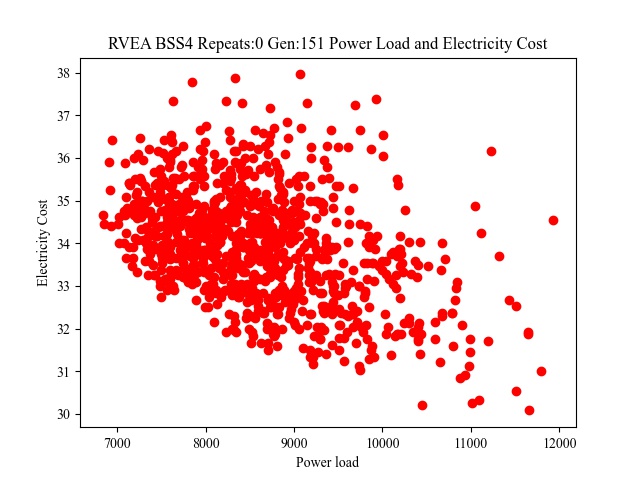 RVEA BSS4 Repeats:0 Gen:151 Power Load and Electricity Cost
38
37
36
35
34
33
32
31
30
Electricity Cost
7000 8000 9000 10000 11000 12000
Power load